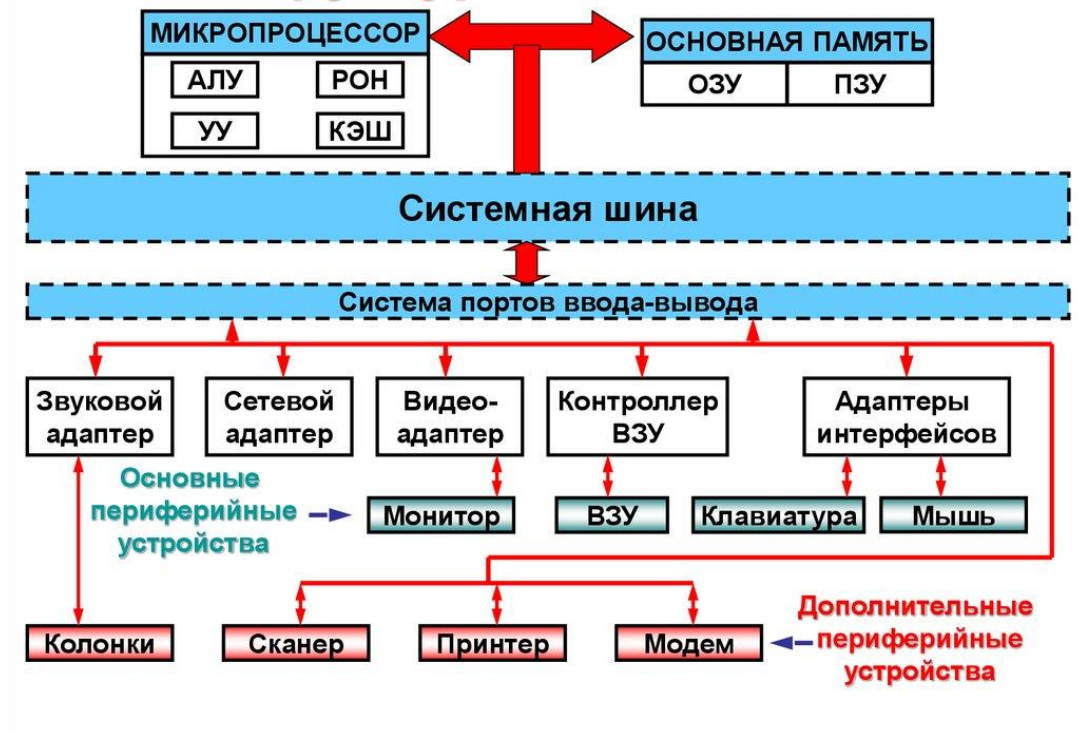 МИКРОПРОЦЕССОР
АЛУ
РОН
УУ
КЭШ
ОСНОВНАЯ ПАМЯТЬ
ОЗУ
ПЗУ
Системная шина
Система портов ввода-вывода
Звуковой
адаптер
Сетевой
адаптер
Видео-
адаптер
Контроллер
ВЗУ
Адаптеры
интерфейсов
Основные
периферийные
устройства
Монитор
ВЗУ
Клавиатура
Мышь
Колонки
Сканер
Принтер
Модем
Дополнительные
периферийные
устройства